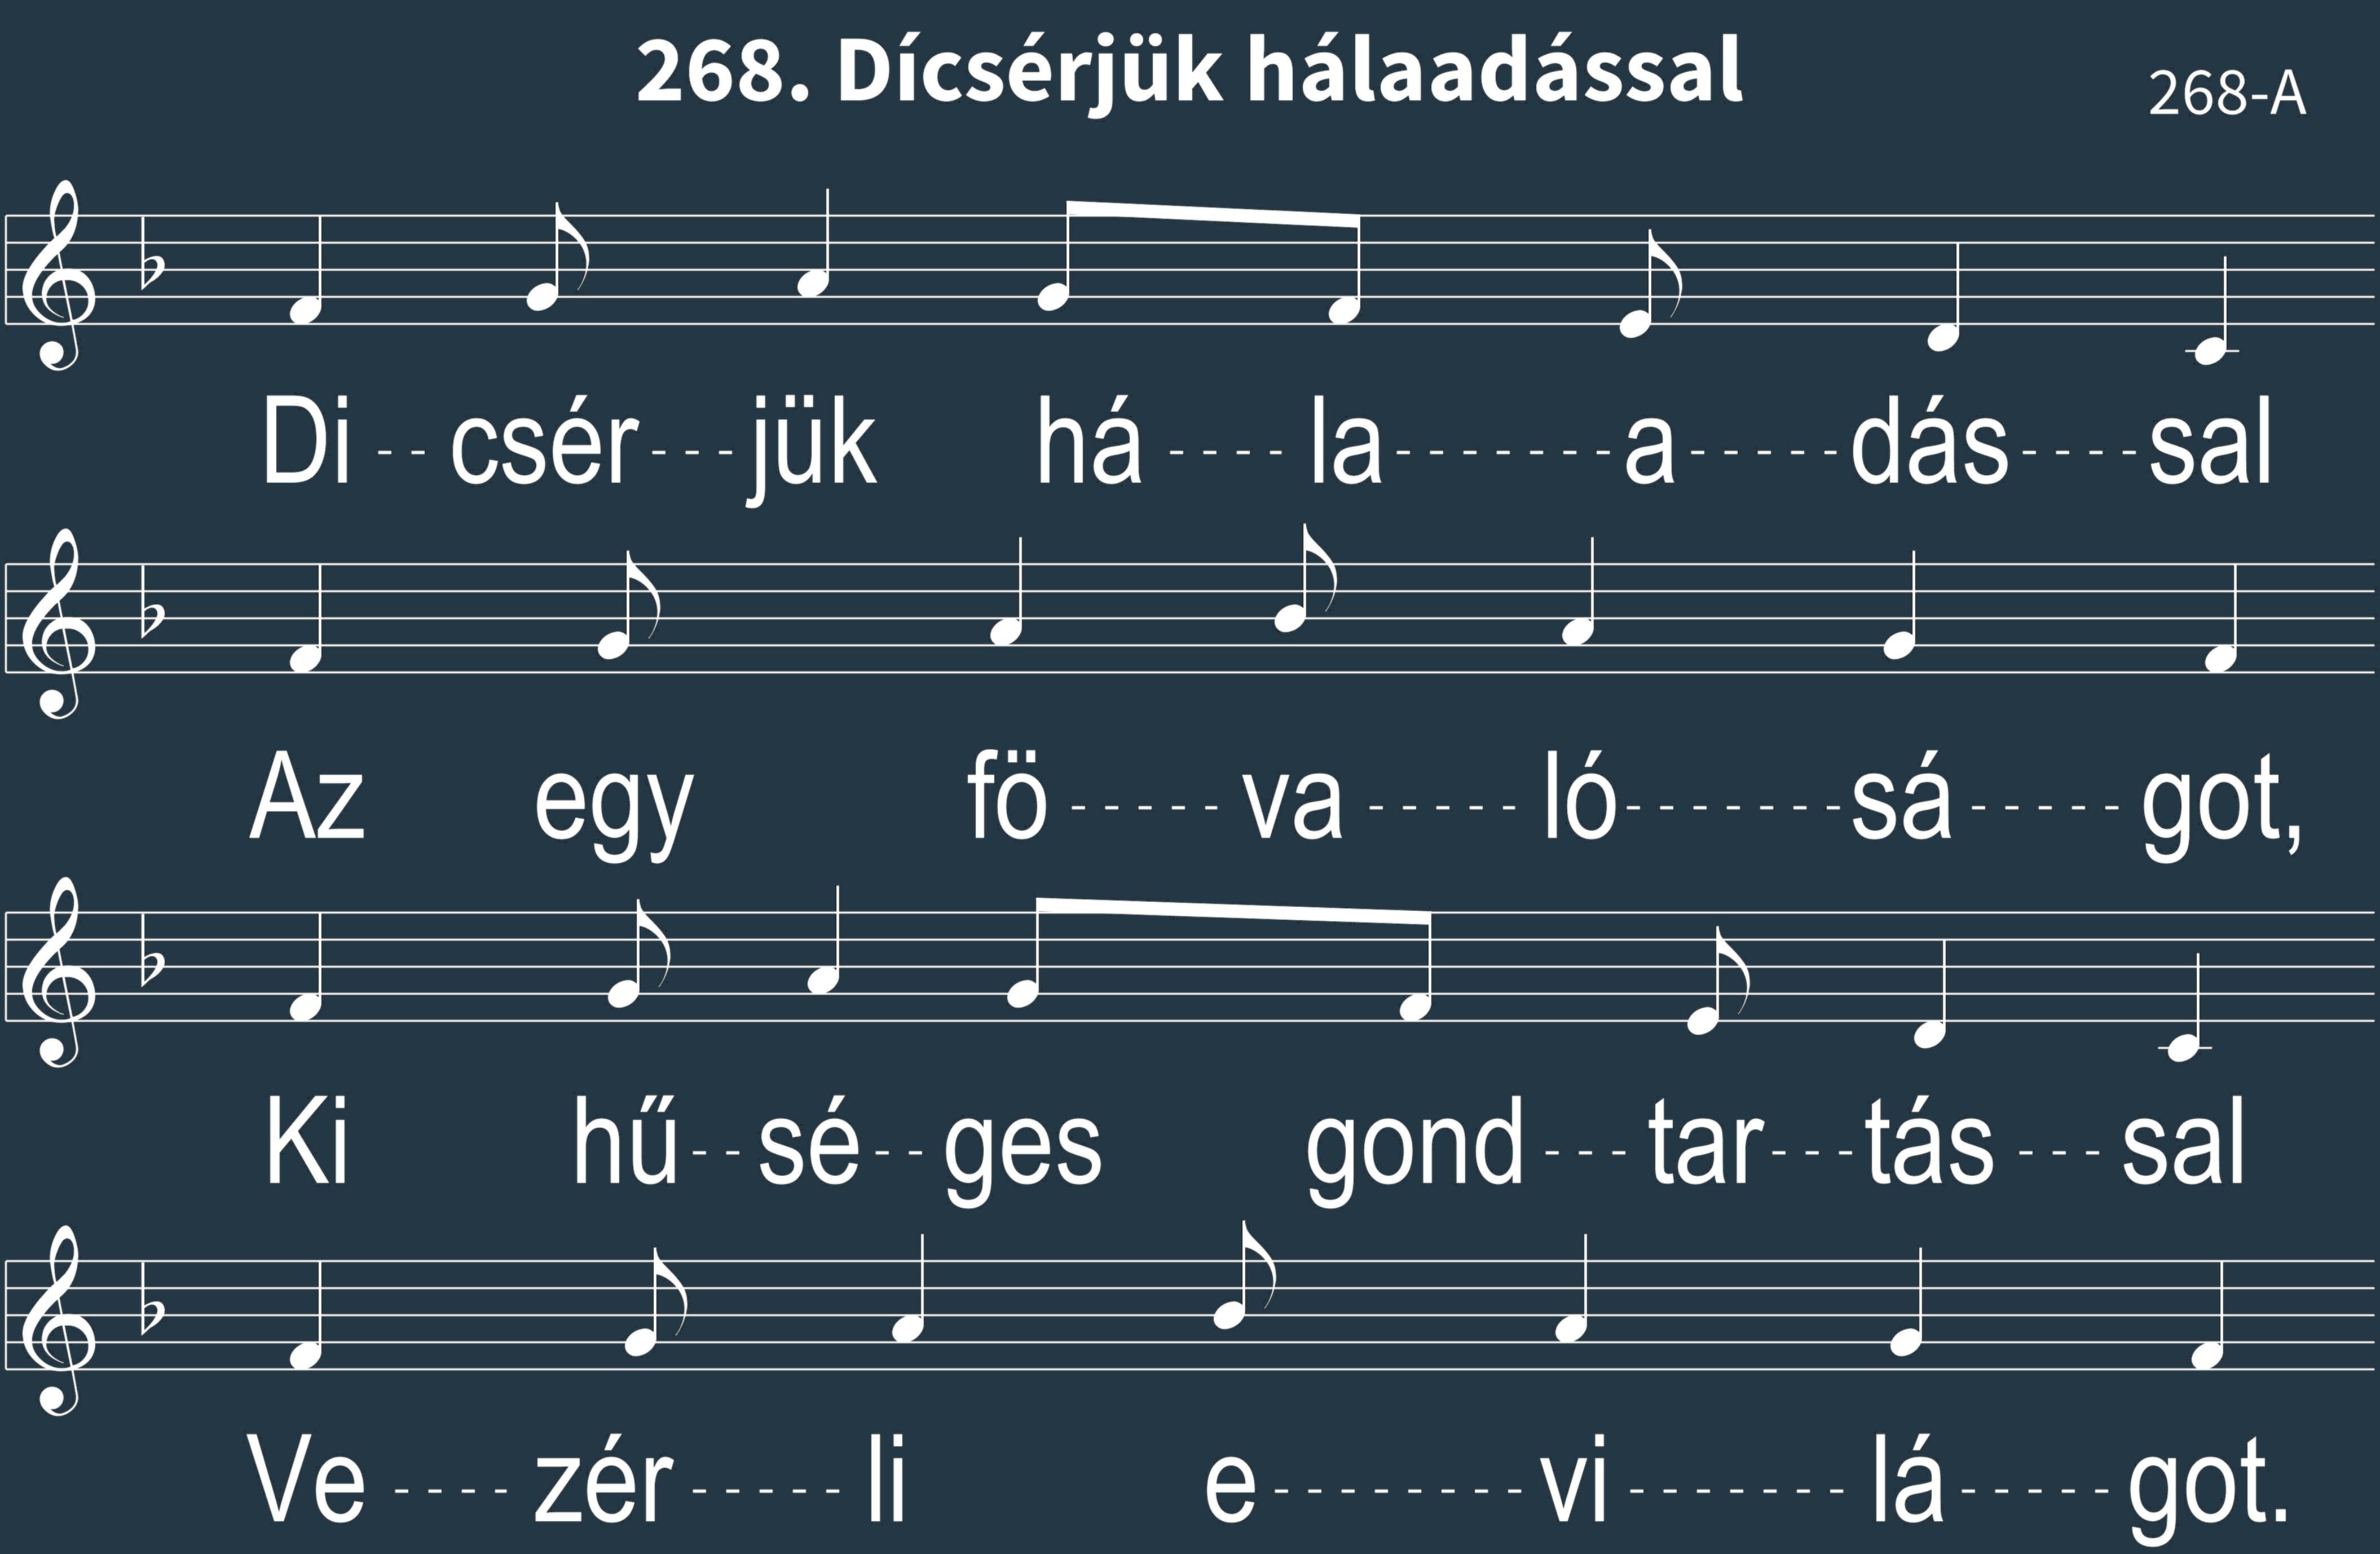 268. Dícsérjük hálaadással
268-A
Di--csér---jük há----la-------a-----dás----sal
Az egy fö-----va-----ló-------sá-----got,
Ki hű--sé--ges gond---tar---tás---sal
Ve----zér-----li e--------vi-------lá-----got.